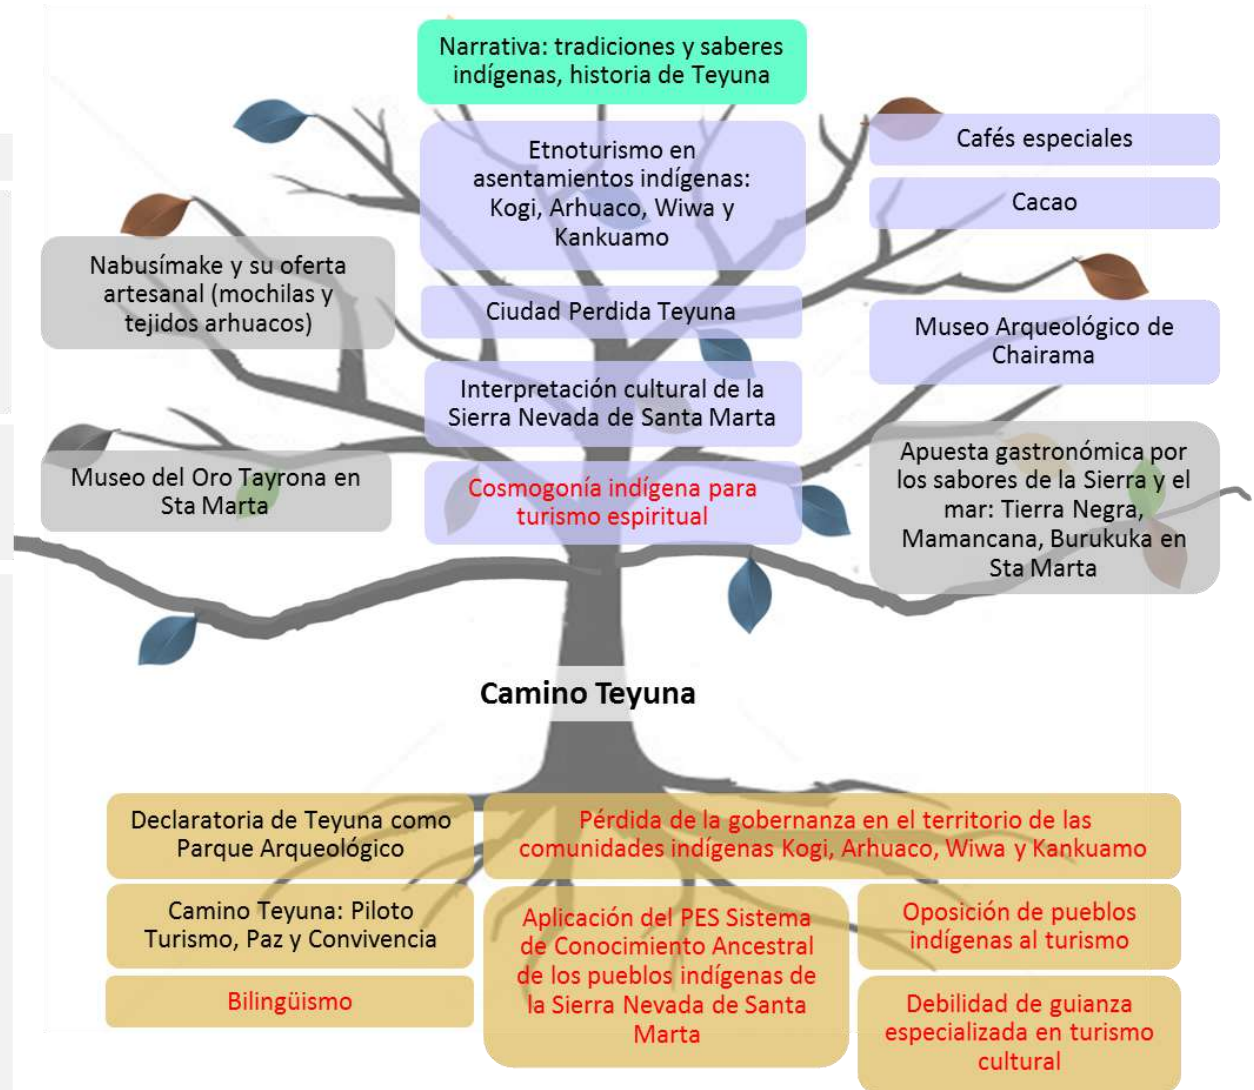 Narrativa: tradiciones y saberes
indígenas, historia de Teyuna
Etnoturismo en
asentamientos indígenas:
Kogi, Arhuaco, Wiwa y
Kankuamo
Cafés especiales
Cacao
Nabusímake y su oferta
artesanal (mochilas y
tejidos arhuacos)
Ciudad Perdida Teyuna
Museo Arqueológico de
Chairama
Interpretación cultural de la
Sierra Nevada de Santa Marta
Museo del Oro Tayrona en
Sta Marta
Cosmogonía indígena para
turismo espiritual
Apuesta gastronómica por
los sabores de la Sierra y el
mar: Tierra Negra,
Mamancana, Burukuka en
Sta Marta
Camino Teyuna
Declaratoria de Teyuna como
Parque Arqueológico
Pérdida de la gobernanza en el territorio de las
comunidades indígenas Kogi, Arhuaco, Wiwa y Kankuamo
Camino Teyuna: Piloto
Turismo, Paz y Convivencia
Bilingüismo
Aplicación del PES Sistema
de Conocimiento Ancestral
de los pueblos indígenas de
la Sierra Nevada de Santa
Marta
Oposición de pueblos
indígenas al turismo
Debilidad de guianza
especializada en turismo
cultural